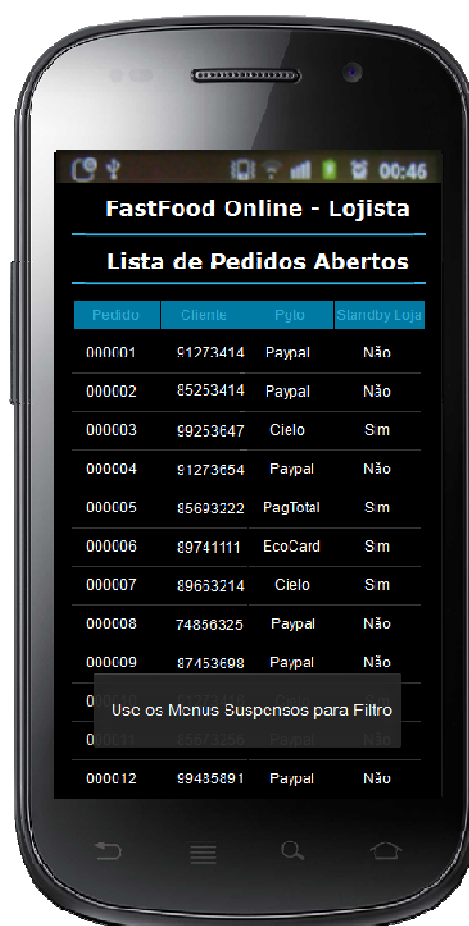 00:46
FastFood Online - Lojista
Lista de Pedidos Abertos
Pedido Cliente Pgto Standby Loja
000001 91273414 Paypal Não
000002 85253414 Paypal Não
000003 99253647 Cielo Sim
000004 91273654 Paypal Não
000005 85693222 PagTotal Sim
000006 89741111 EcoCard Sim
000007 89663214 Cielo Sim
000008 74856325 Paypal Não
000009 87453698 Paypal Não
Use os Menus Suspensos para Filtro
000012 99485891 Paypal Não